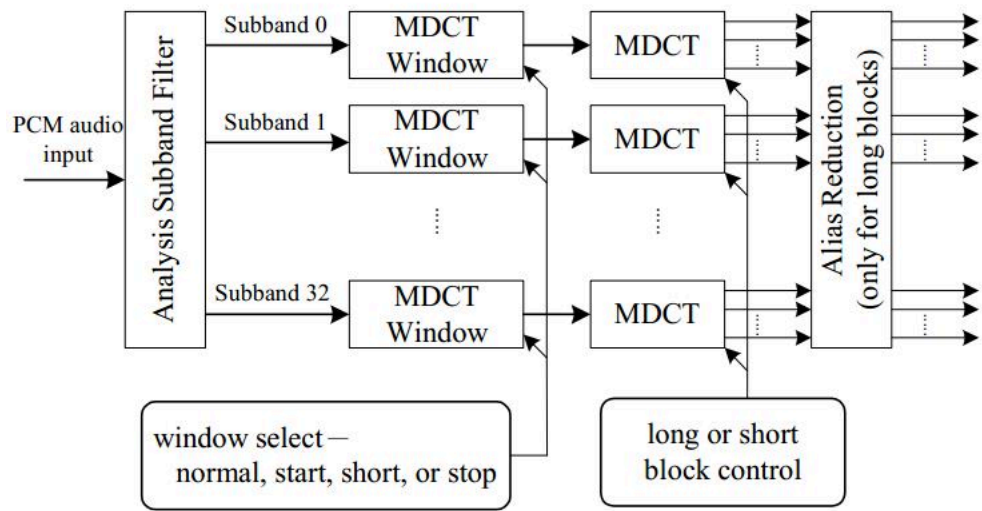 PCM audio
input
Analysis Subband Filter
Subband 0
MDCT
Window
MDCT
Subband 1
MDCT
Window
MDCT
Subband 32
MDCT
Window
MDCT
Alias Reduction
(only for long blocks)
window select—
normal, start, short, or stop
long or short
block control